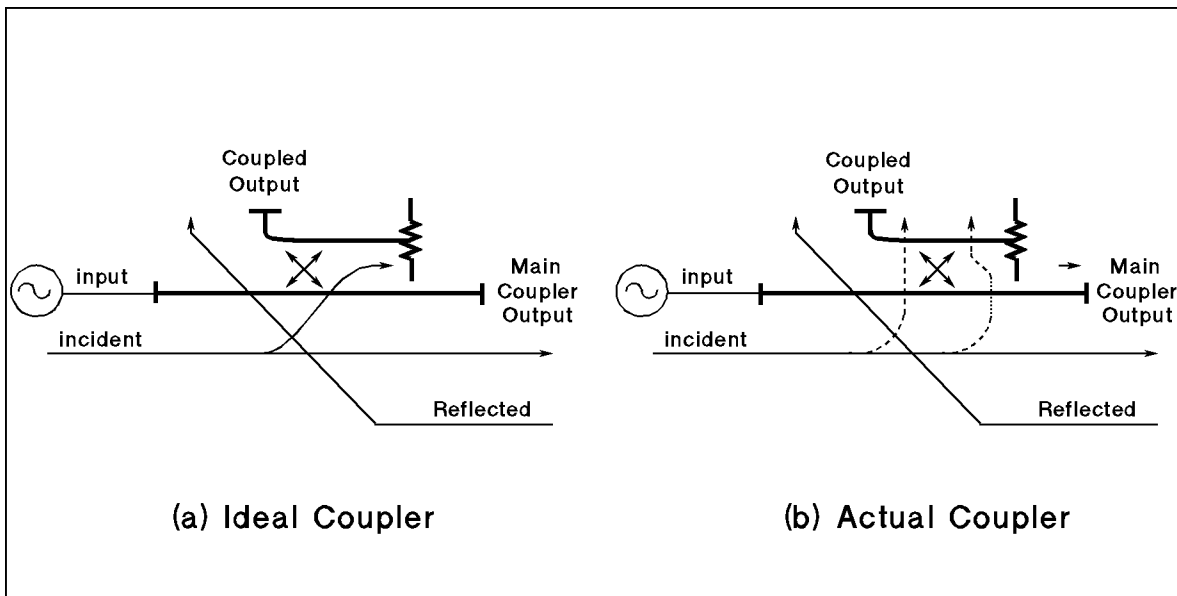 Coupled
Output
input
Main
Coupler
Output
incident
Reflected
(a) Ideal Coupler
Coupled
Output
input
Main
Coupler
Output
incident
Reflected
(b) Actual Coupler